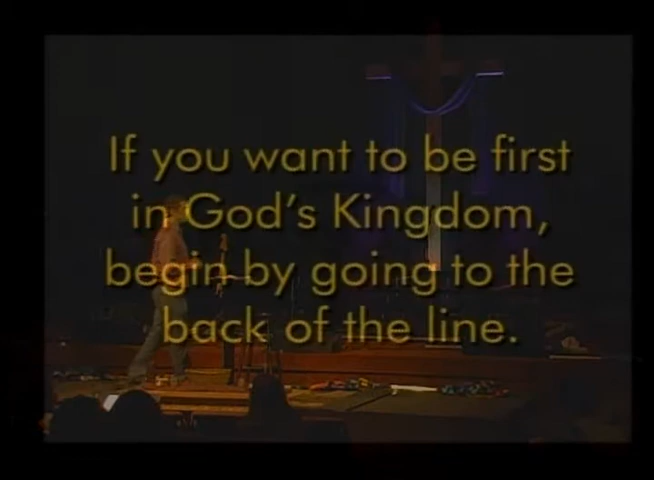 If you want to be first
in God's Kingdom,
begin by going to the
back of the line.